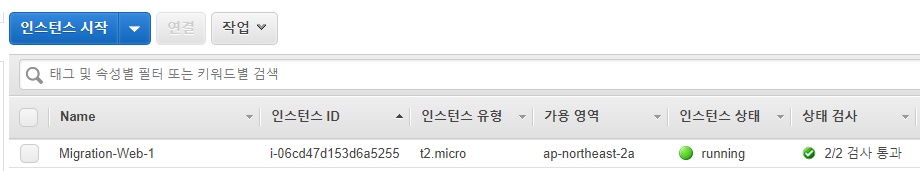 인스턴스 시작 연결 작업
태그 및 속성별 필터 또는 키워드별 검색
Name 인스턴스 ID 인스턴스 유형 가용 영역 인스턴스 상태 상태 검사
Migration-Web-1 i-06cd47d153d6a5255 t2.micro ap-northeast-2a running 2/2 검사 통과